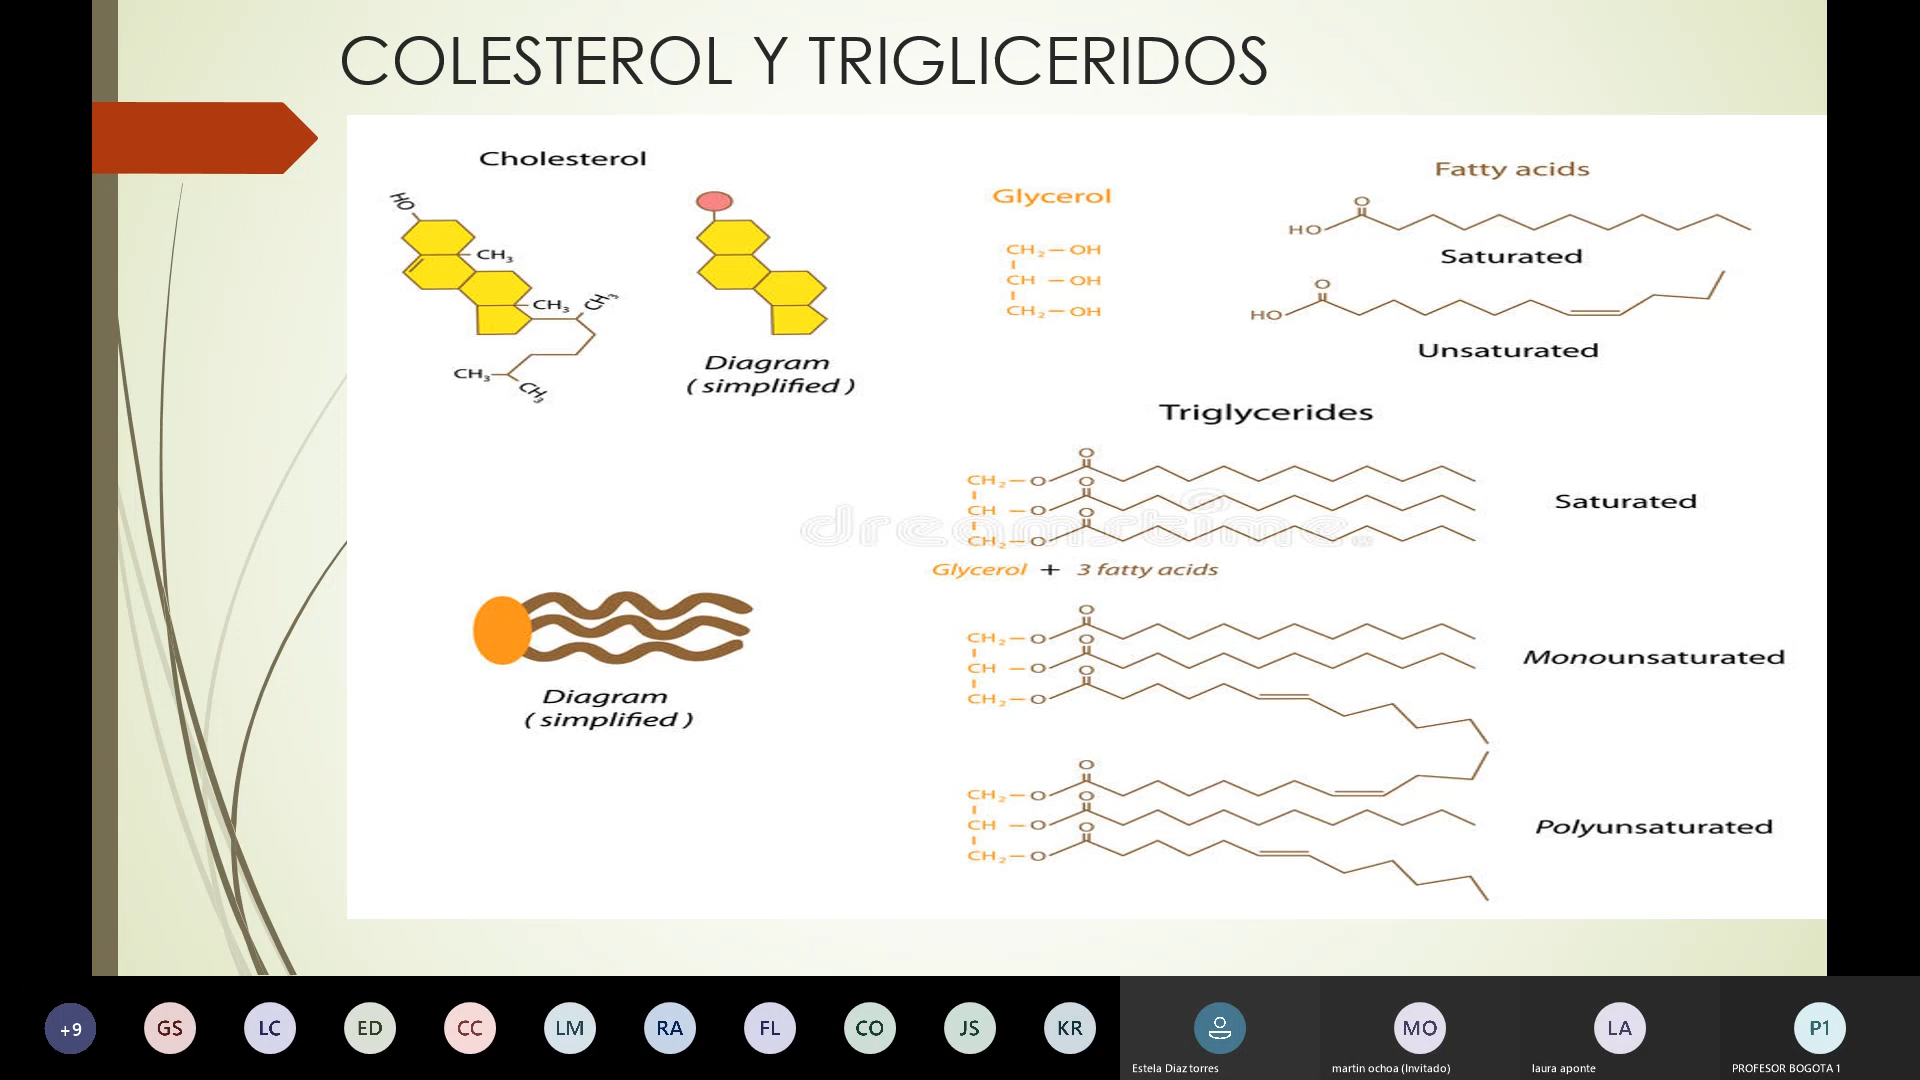 COLESTEROL Y TRIGLICERIDOS
Cholesterol
HO
CH₃
CH₃
CH₃
CH₃
CH₃
Diagram
( simplified )
Glycerol
CH₂ — OH
CH — OH
CH₂ — OH
Fatty acids
O
HO
Saturated
O
HO
Unsaturated
Triglycerides
O
CH₂ — O
O
CH — O
O
CH₂ — O
Saturated
dreamstime®
Glycerol + 3 fatty acids
Diagram
( simplified )
O
CH₂ — O
O
CH — O
O
CH₂ — O
Monounsaturated
O
CH₂ — O
O
CH — O
O
CH₂ — O
Polyunsaturated
+9
GS
LC
ED
CC
LM
RA
FL
CO
JS
KR
Estela Diaz torres
MO
martin ochoa (Invitado)
LA
laura aponte
P1
PROFESOR BOGOTA 1